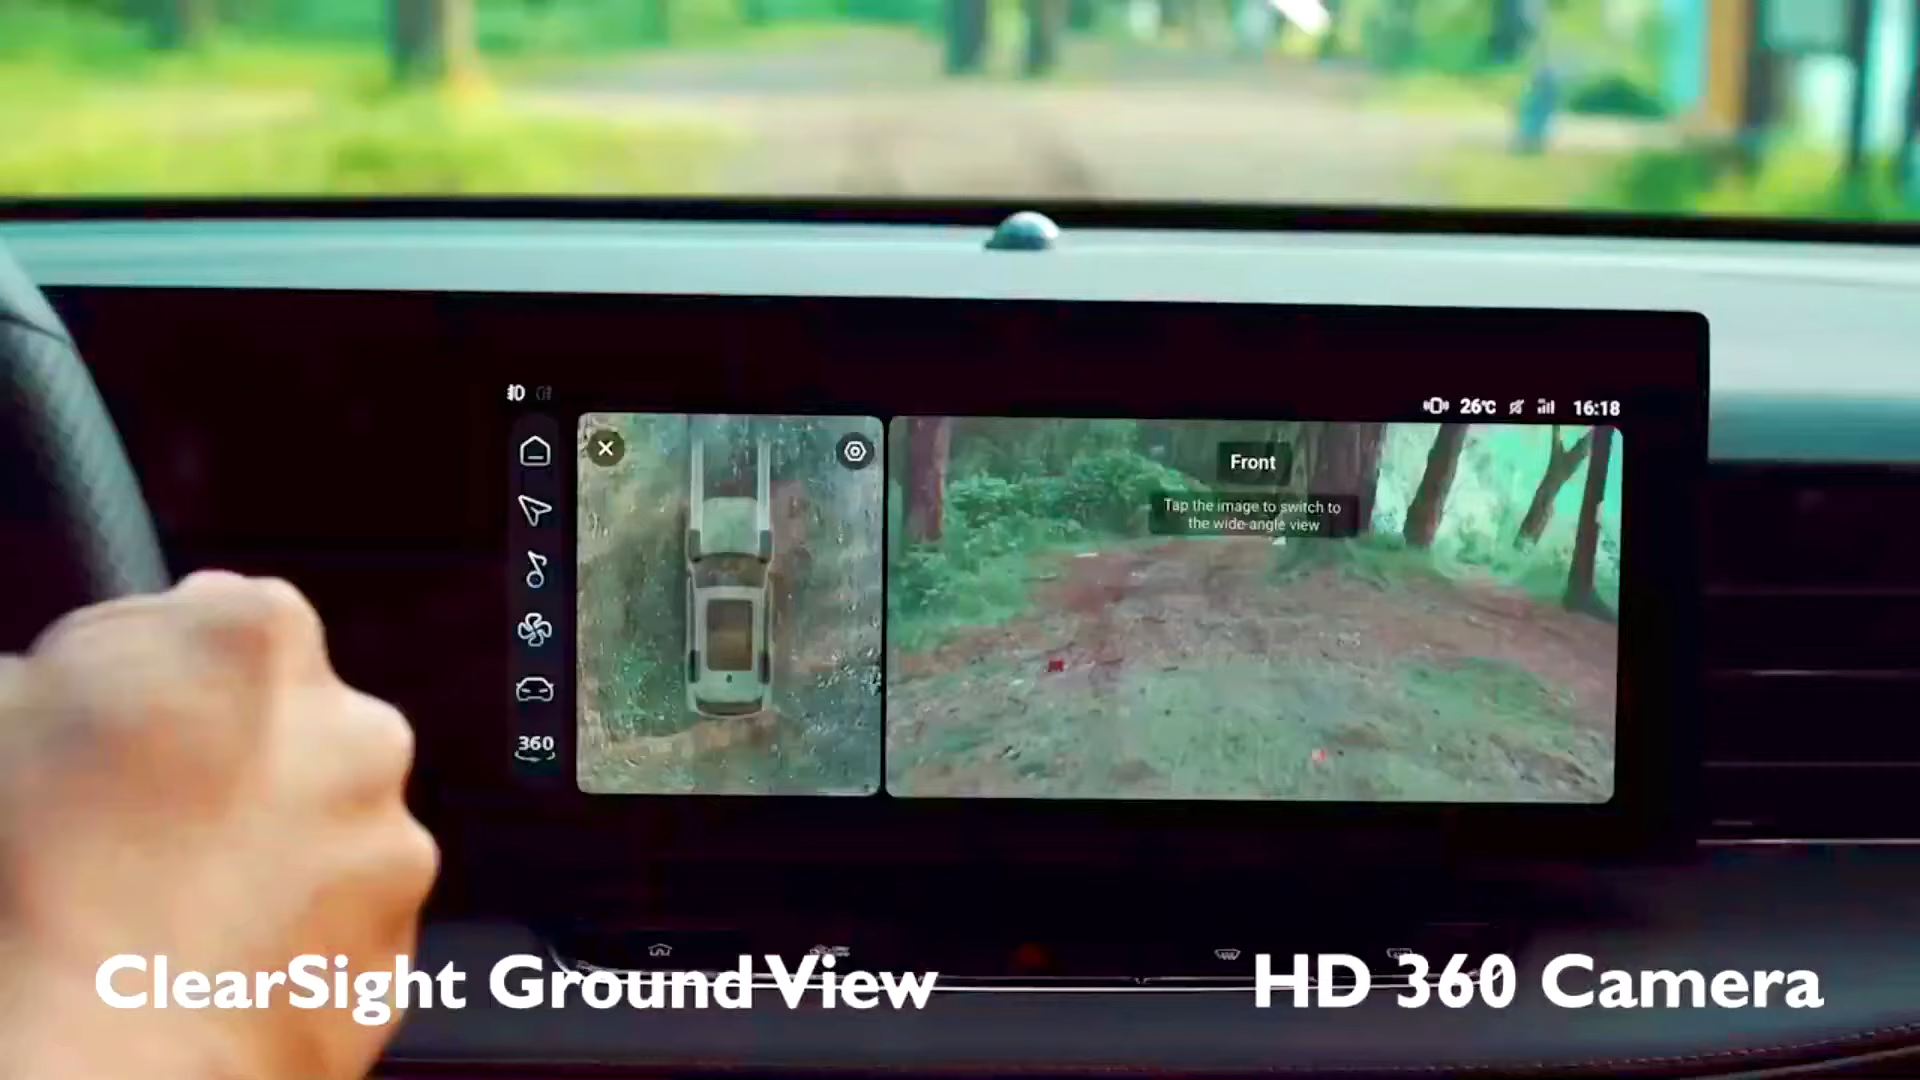 26℃
16:18
Front
Tap the image to switch to
the wide-angle view
360
ClearSight Ground View
HD 360 Camera